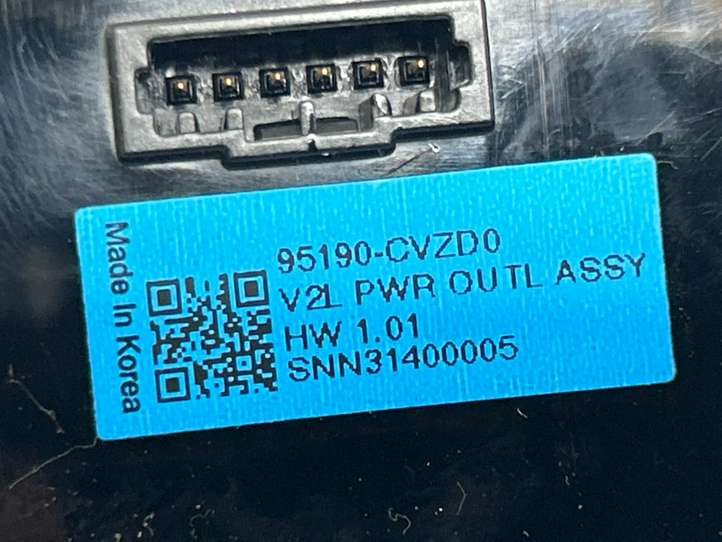 95190-CVZD0
V2L PWR OUTL ASSY
HW 1.01
SNN31400005
Made In Korea